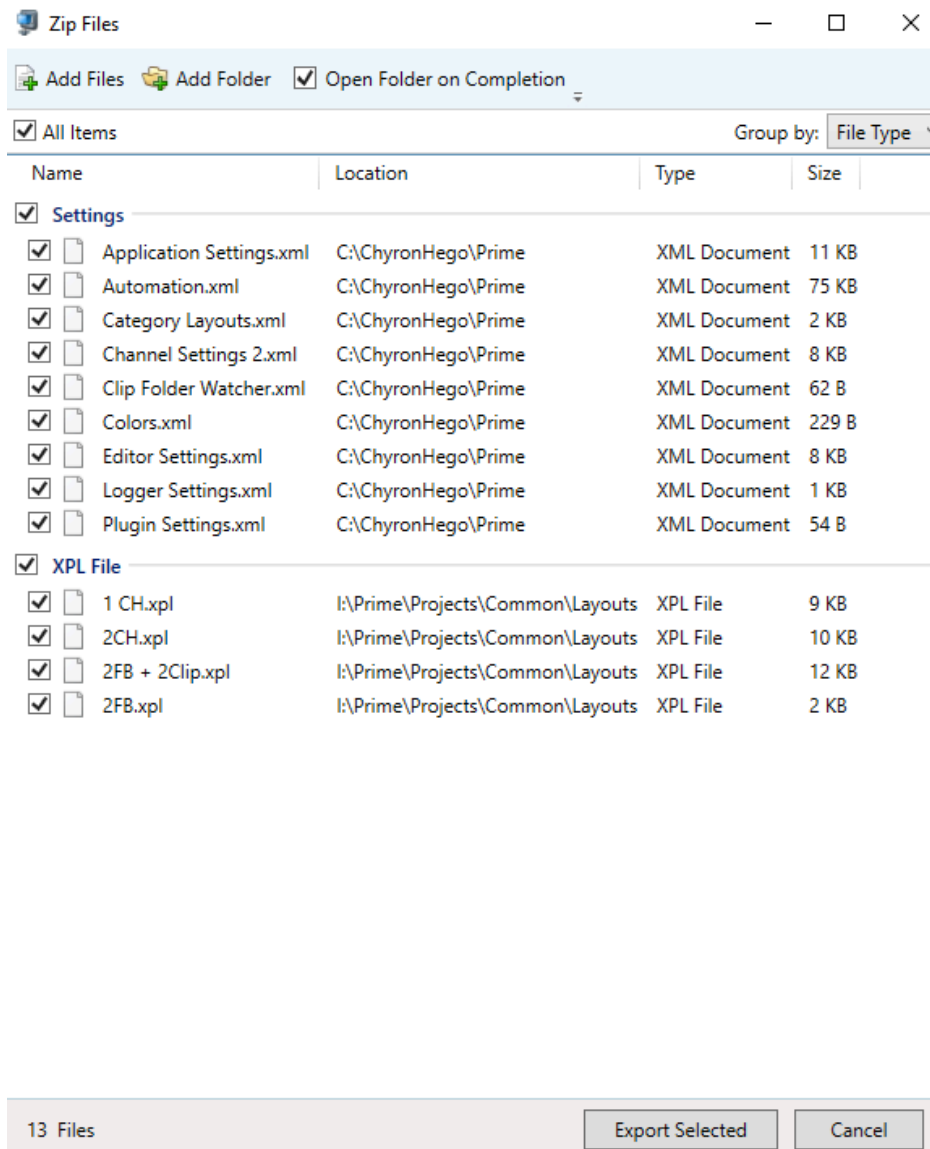 Zip Files
Add Files Add Folder Open Folder on Completion
All Items Group by: File Type
Name Location Type Size
Settings
Application Settings.xml C:\ChyronHego\Prime XML Document 11 KB
Automation.xml C:\ChyronHego\Prime XML Document 75 KB
Category Layouts.xml C:\ChyronHego\Prime XML Document 2 KB
Channel Settings 2.xml C:\ChyronHego\Prime XML Document 8 KB
Clip Folder Watcher.xml C:\ChyronHego\Prime XML Document 62 B
Colors.xml C:\ChyronHego\Prime XML Document 229 B
Editor Settings.xml C:\ChyronHego\Prime XML Document 8 KB
Logger Settings.xml C:\ChyronHego\Prime XML Document 1 KB
Plugin Settings.xml C:\ChyronHego\Prime XML Document 54 B
XPL File
1 CH.xpl I:\Prime\Projects\Common\Layouts XPL File 9 KB
2CH.xpl I:\Prime\Projects\Common\Layouts XPL File 10 KB
2FB + 2Clip.xpl I:\Prime\Projects\Common\Layouts XPL File 12 KB
2FB.xpl I:\Prime\Projects\Common\Layouts XPL File 2 KB
13 Files Export Selected Cancel